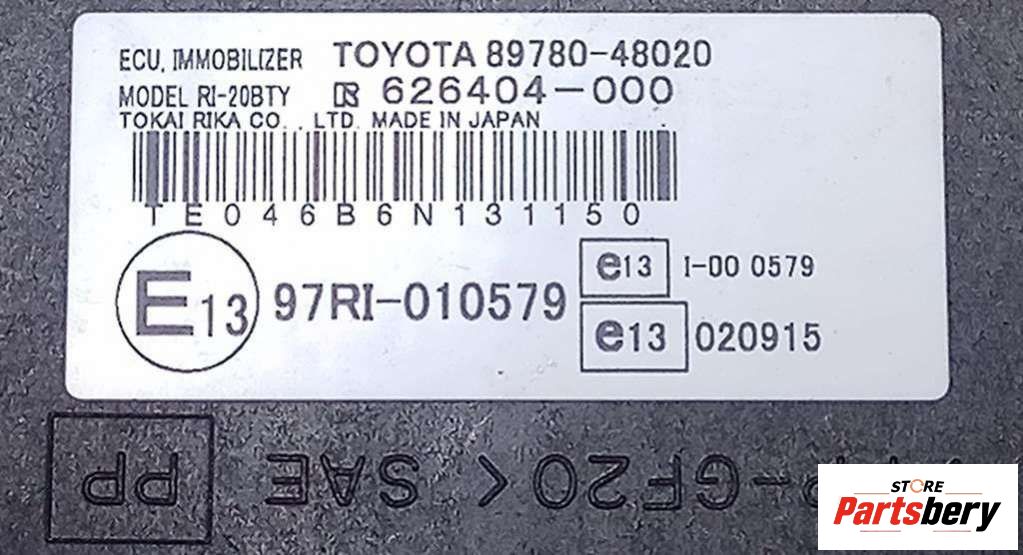 ECU, IMMOBILIZER TOYOTA 89780-48020
MODEL RI-20BTY 626404-000
TOKAI RIKA CO., LTD. MADE IN JAPAN
TE046B6N131150
E13 97RI-010579
e13 I-00 0579
e13 020915
PP
SAE
-GF20 <
STORE
Partsbery